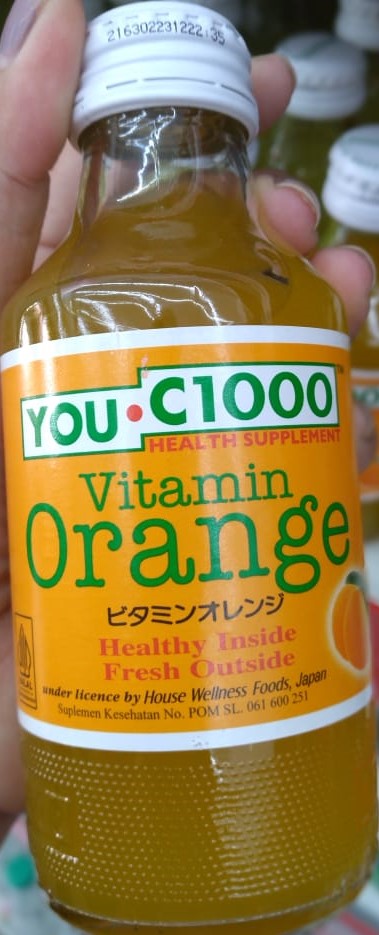 216302231222:35
YOU·C1000
TM
HEALTH SUPPLEMENT
Vitamin
Orange
ビタミンオレンジ
Healthy Inside
Fresh Outside
under licence by House Wellness Foods, Japan
Suplemen Kesehatan No. POM SL. 061 600 251